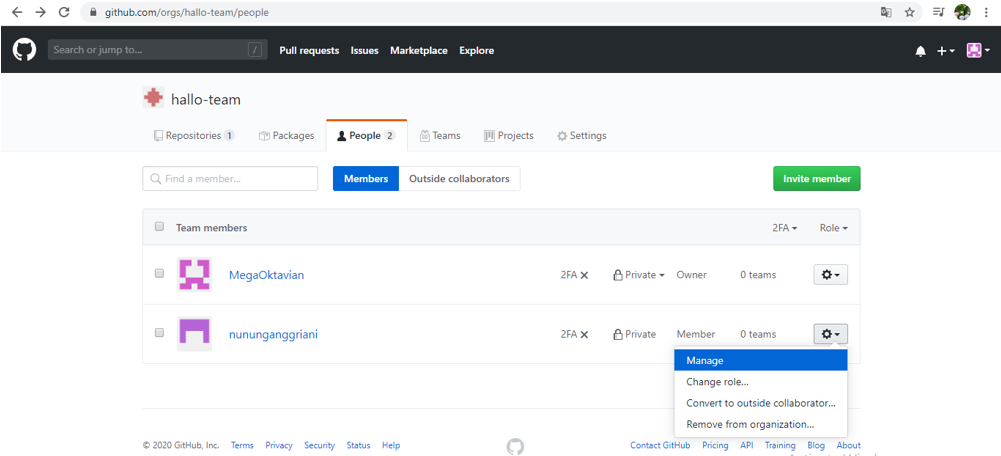 github.com/orgs/hallo-team/people
Search or jump to... /
Pull requests Issues Marketplace Explore
hallo-team
Repositories 1 Packages People 2 Teams Projects Settings
Find a member... Members Outside collaborators Invite member
Team members 2FA Role
MegaOktavian 2FA Private Owner 0 teams
nununganggriani 2FA Private Member 0 teams
Manage
Change role...
Convert to outside collaborator...
Remove from organization...
© 2020 GitHub, Inc. Terms Privacy Security Status Help Contact GitHub Pricing API Training Blog About